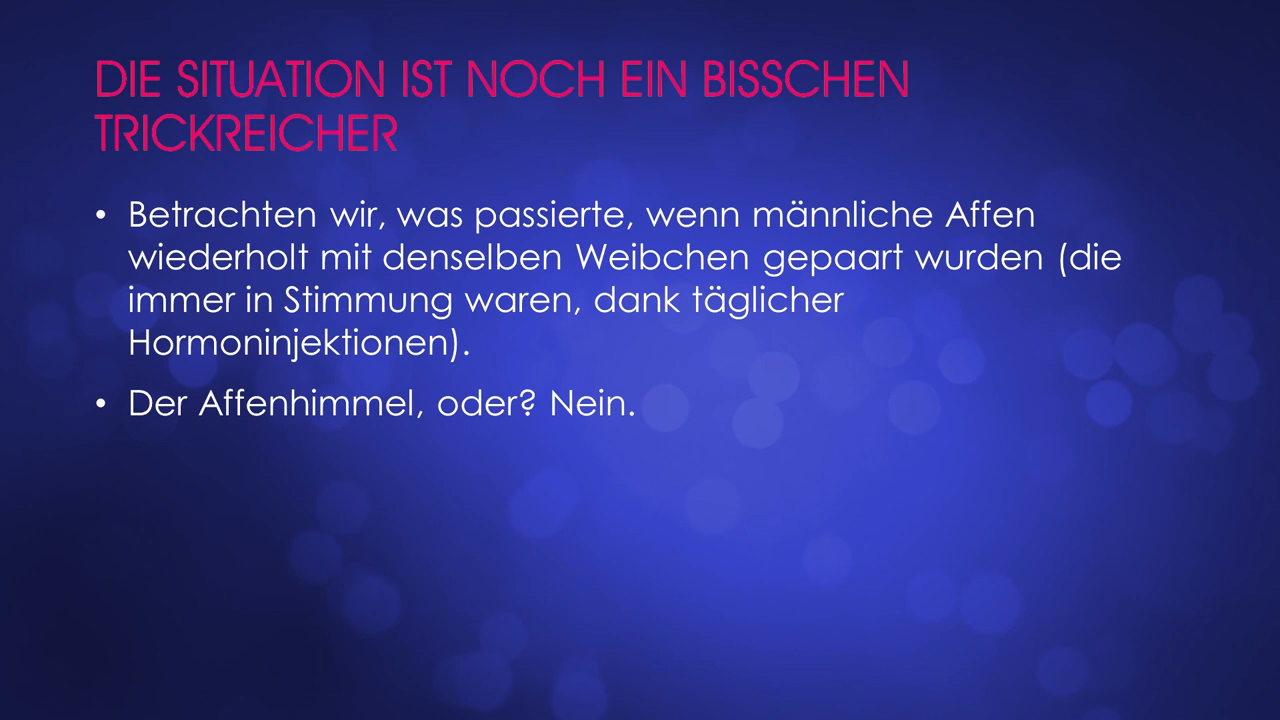 DIE SITUATION IST NOCH EIN BISSCHEN
TRICKREICHER
• Betrachten wir, was passierte, wenn männliche Affen
wiederholt mit denselben Weibchen gepaart wurden (die
immer in Stimmung waren, dank täglicher
Hormoninjektionen).
• Der Affenhimmel, oder? Nein.